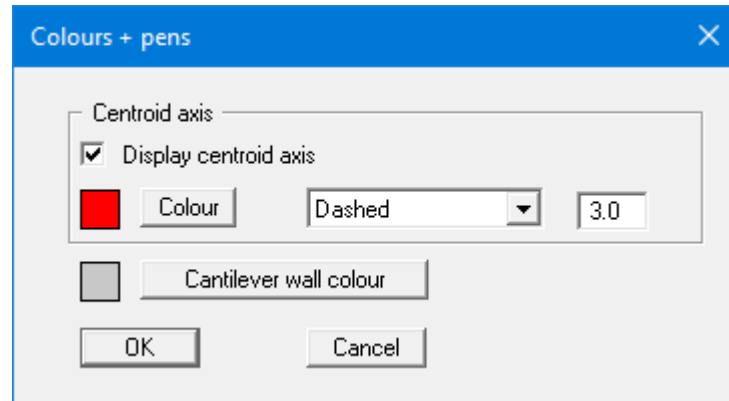 Colours + pens
Centroid axis
Display centroid axis
Colour Dashed 3.0
Cantilever wall colour
OK Cancel